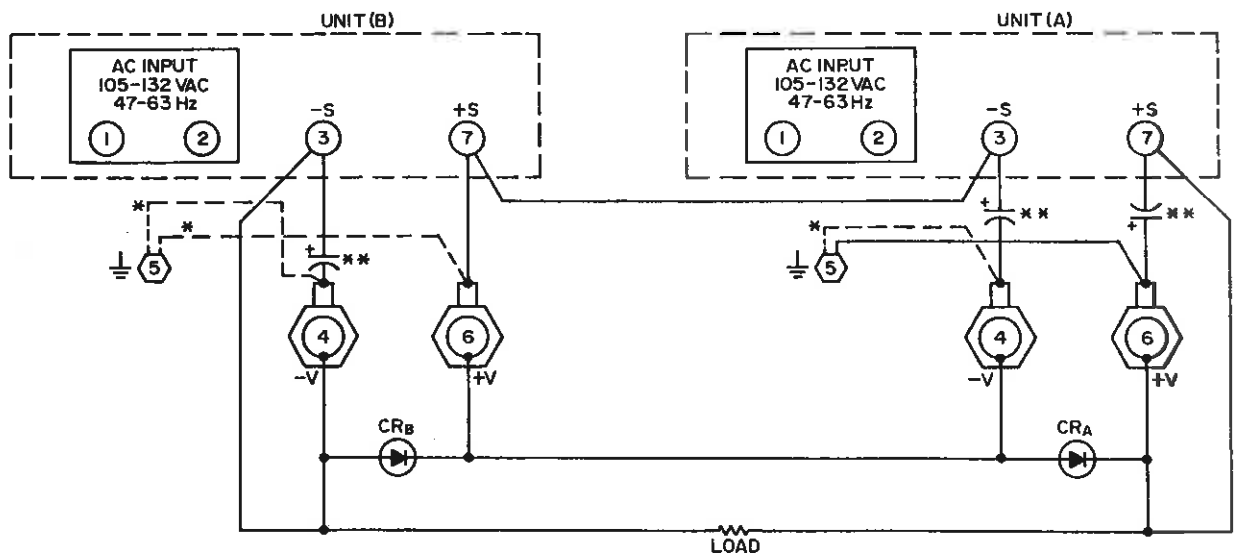 UNIT (B)
AC INPUT
105-132 VAC
47-63 Hz
1 2
-S
3
+S
7
*
*
5
+
**
4
-V
6
+V
CRB
UNIT (A)
AC INPUT
105-132 VAC
47-63 Hz
1 2
-S
3
+S
7
*
5
+
**
+
**
4
-V
6
+V
CRA
LOAD